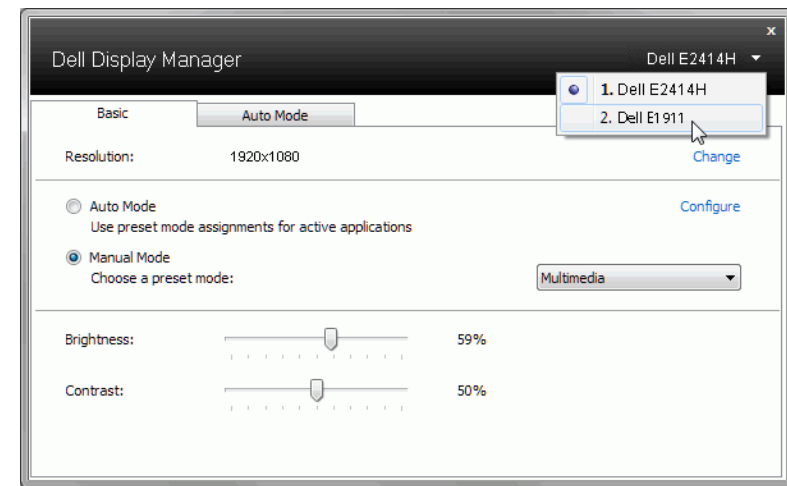 x
Dell Display Manager
Dell E2414H
1. Dell E2414H
2. Dell E1911
Basic
Auto Mode
Resolution:
1920x1080
Change
Auto Mode
Configure
Use preset mode assignments for active applications
Manual Mode
Choose a preset mode:
Multimedia
Brightness:
59%
Contrast:
50%